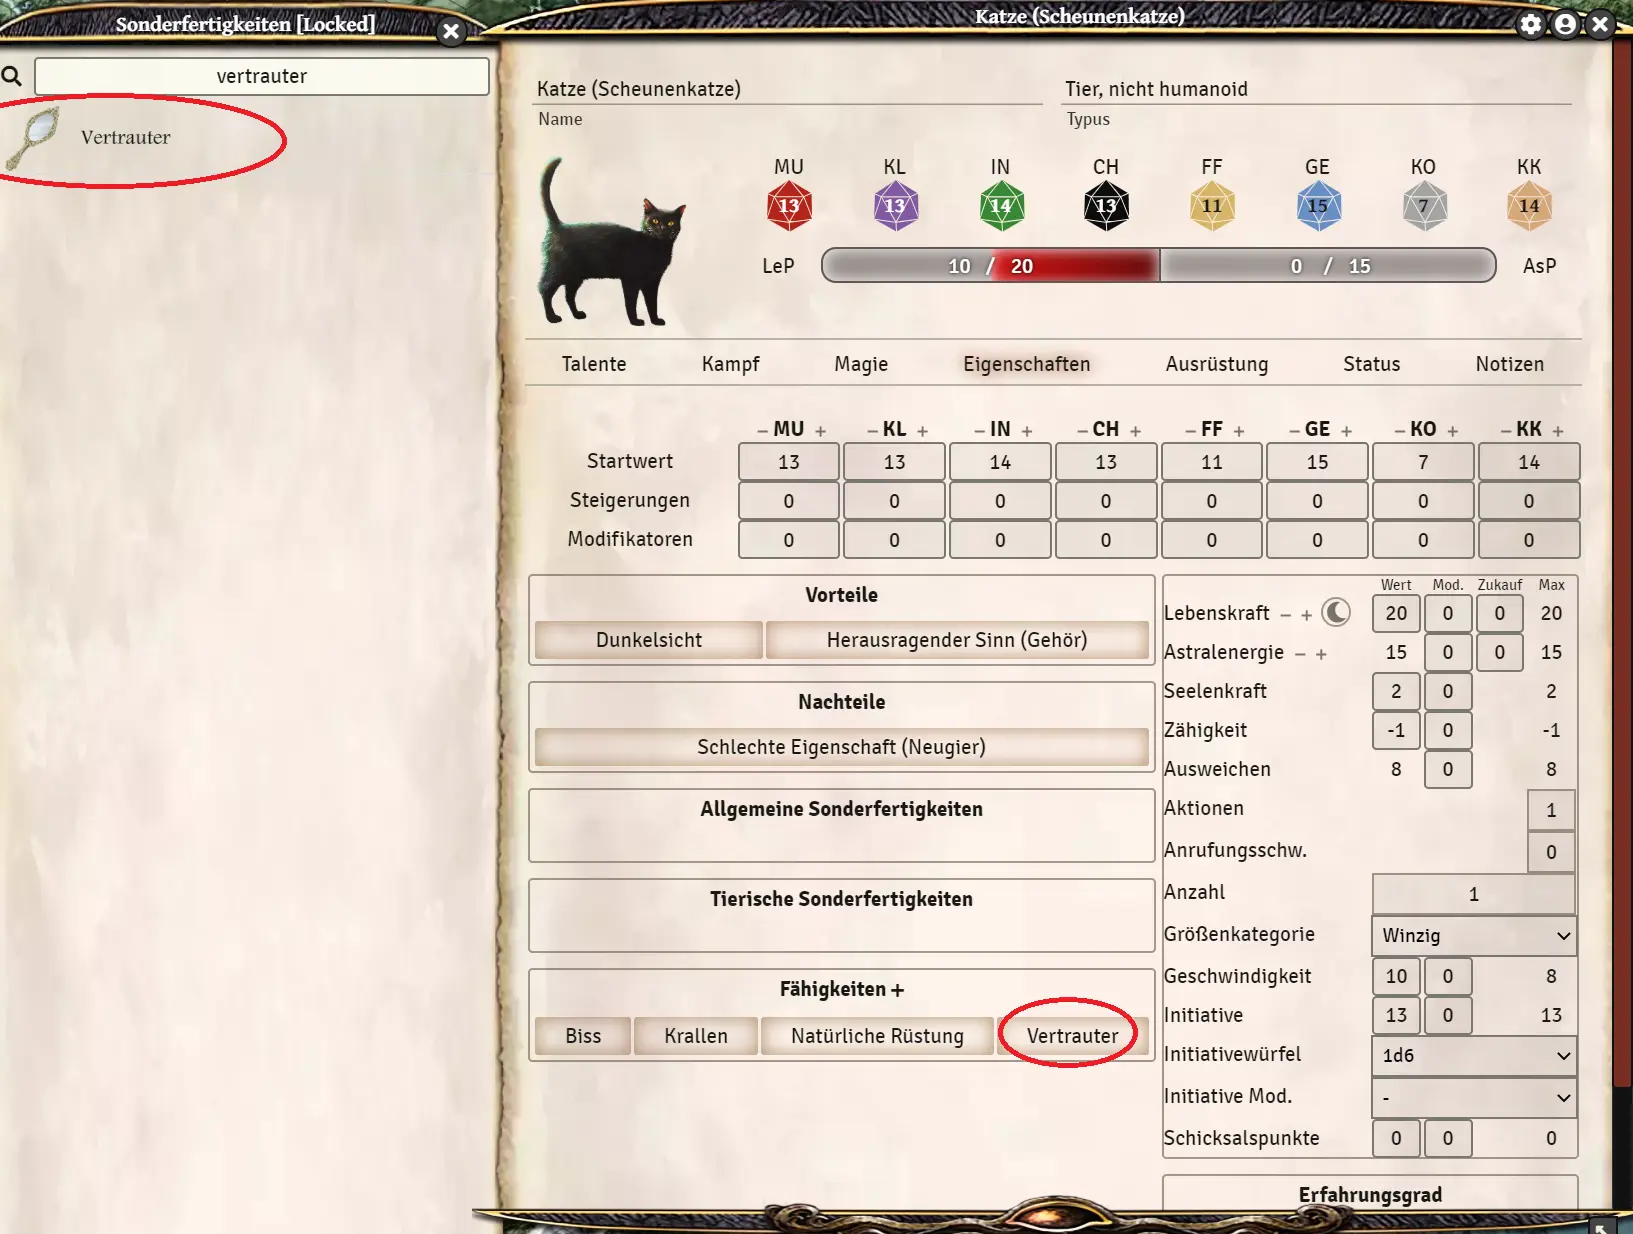 Sonderfertigkeiten [Locked]
vertrauter
Vertrauter
Katze (Scheunenkatze)
Katze (Scheunenkatze)
Name
Tier, nicht humanoid
Typus
MU KL IN CH FF GE KO KK
13 13 14 13 11 15 7 14
LeP 10 / 20 0 / 15 AsP
Talente Kampf Magie Eigenschaften Ausrüstung Status Notizen
– MU + – KL + – IN + – CH + – FF + – GE + – KO + – KK +
Startwert 13 13 14 13 11 15 7 14
Steigerungen 0 0 0 0 0 0 0 0
Modifikatoren 0 0 0 0 0 0 0 0
Vorteile
Dunkelsicht Herausragender Sinn (Gehör)
Nachteile
Schlechte Eigenschaft (Neugier)
Allgemeine Sonderfertigkeiten
Tierische Sonderfertigkeiten
Fähigkeiten +
Biss Krallen Natürliche Rüstung Vertrauter
Wert Mod. Zukauf Max
Lebenskraft – + 20 0 0 20
Astralenergie – + 15 0 0 15
Seelenkraft 2 0 2
Zähigkeit -1 0 -1
Ausweichen 8 0 8
Aktionen 1
Anrufungsschw. 0
Anzahl 1
Größenkategorie Winzig
Geschwindigkeit 10 0 8
Initiative 13 0 13
Initiativewürfel 1d6
Initiative Mod. -
Schicksalspunkte 0 0 0
Erfahrungsgrad